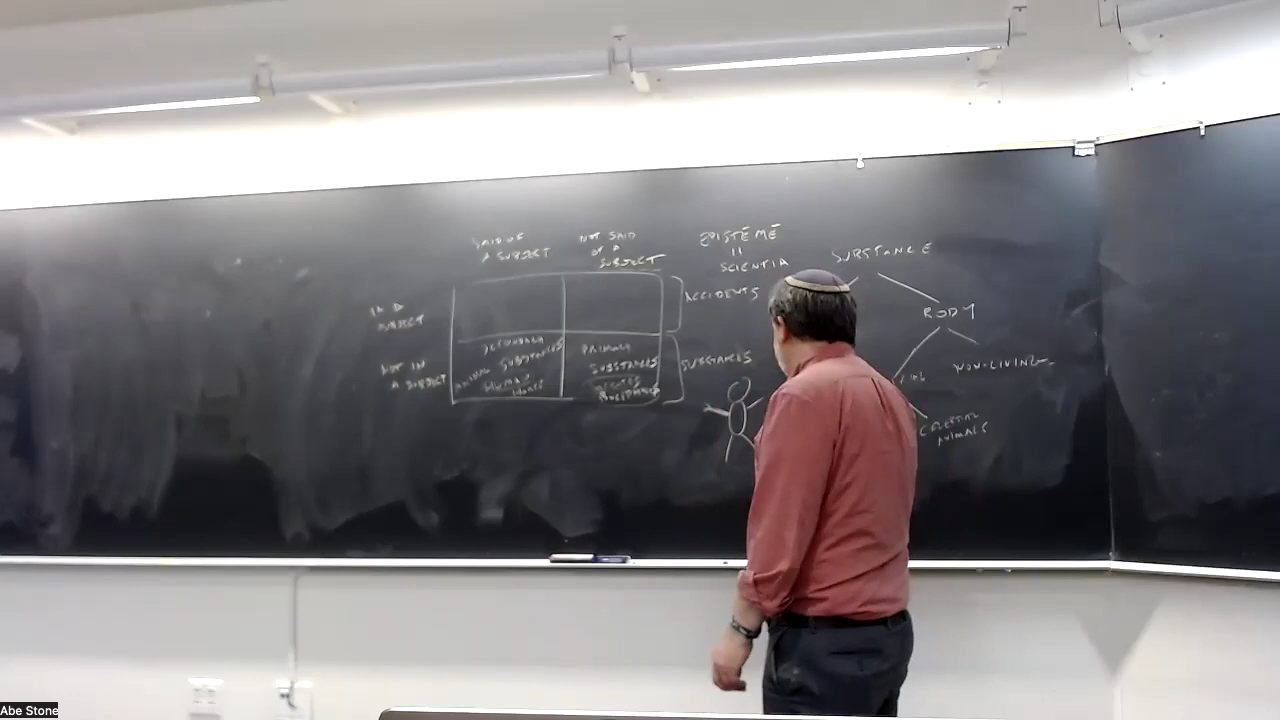 SAID OF
A SUBJECT
NOT SAID
OF A
SUBJECT
IN A
SUBJECT
NOT IN
A SUBJECT
SECONDARY
SUBSTANCES
ANIMAL
HUMAN
HORSE
PRIMARY
SUBSTANCES
ACCIDENTS
SUBSTANCES
EPISTĒMĒ
SCIENTIA
SUBSTANCE
BODY
NON-LIVING
CELESTIAL
ANIMALS
Abe Stone